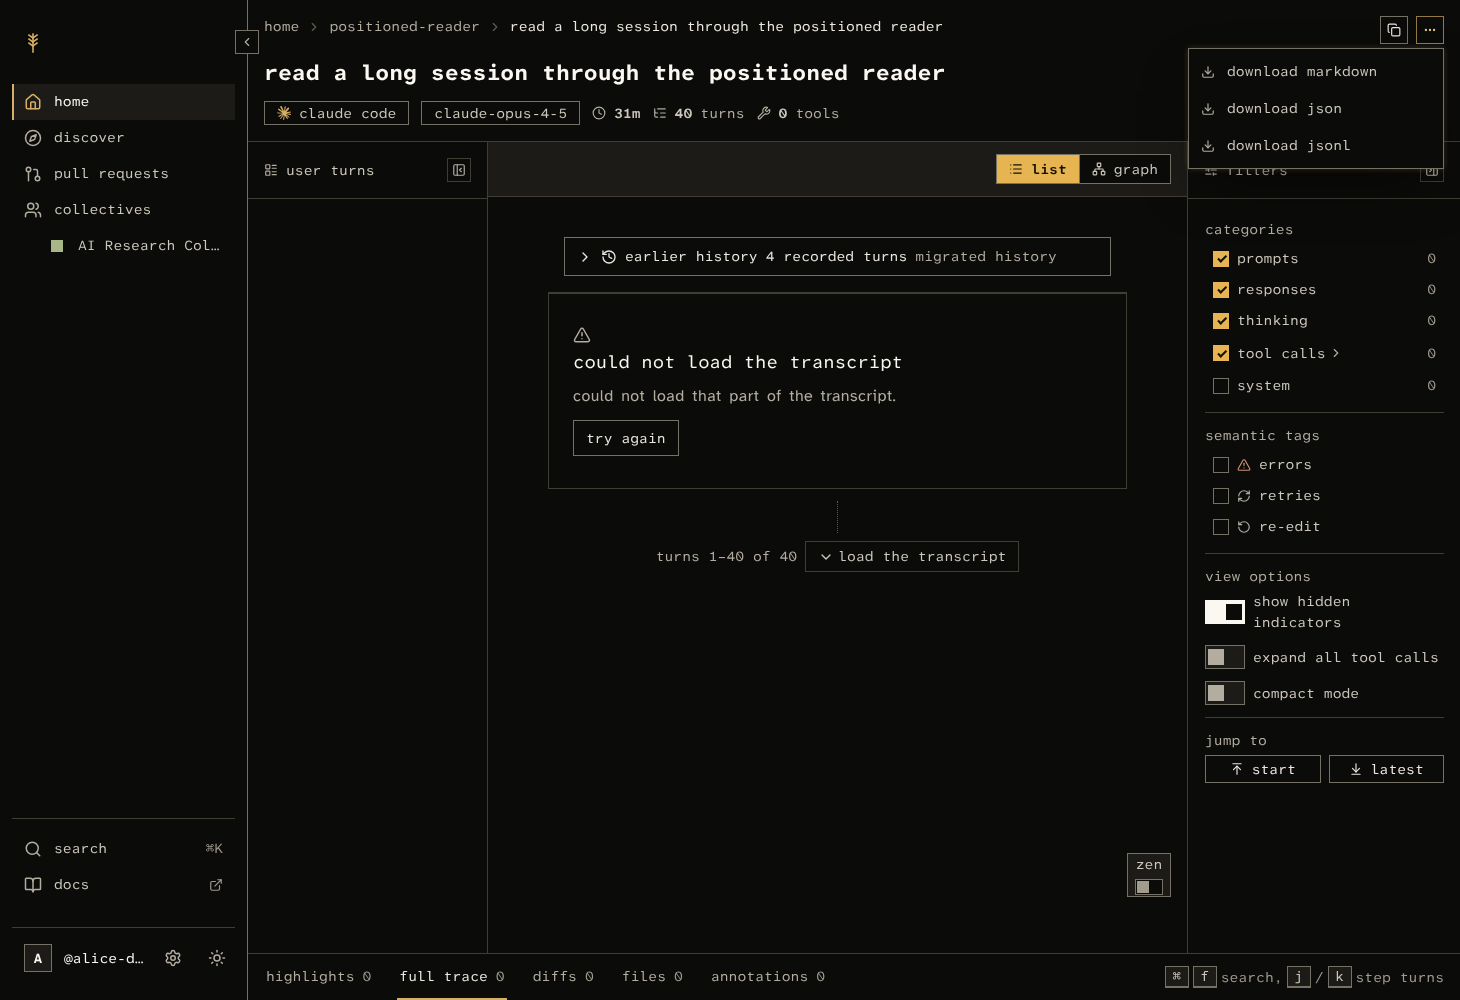 home
discover
pull requests
collectives
AI Research Col…
search ⌘K
docs
A @alice-d…
home > positioned-reader > read a long session through the positioned reader
read a long session through the positioned reader
claude code claude-opus-4-5 31m 40 turns 0 tools
download markdown
download json
download jsonl
user turns
list graph
earlier history 4 recorded turns migrated history
could not load the transcript
could not load that part of the transcript.
try again
turns 1–40 of 40 load the transcript
zen
filters
categories
prompts 0
responses 0
thinking 0
tool calls 0
system 0
semantic tags
errors
retries
re-edit
view options
show hidden
indicators
expand all tool calls
compact mode
jump to
start latest
highlights 0 full trace 0 diffs 0 files 0 annotations 0
⌘ f search, j / k step turns